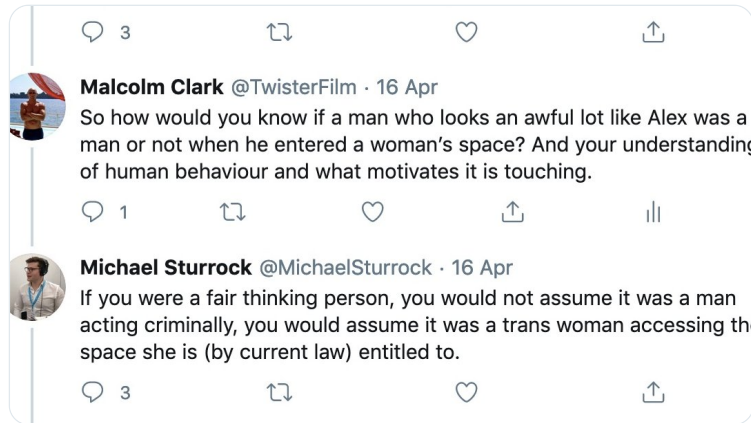 3
Malcolm Clark @TwisterFilm · 16 Apr
So how would you know if a man who looks an awful lot like Alex was a
man or not when he entered a woman's space? And your understanding
of human behaviour and what motivates it is touching.
1
Michael Sturrock @MichaelSturrock · 16 Apr
If you were a fair thinking person, you would not assume it was a man
acting criminally, you would assume it was a trans woman accessing
space she is (by current law) entitled to.
3